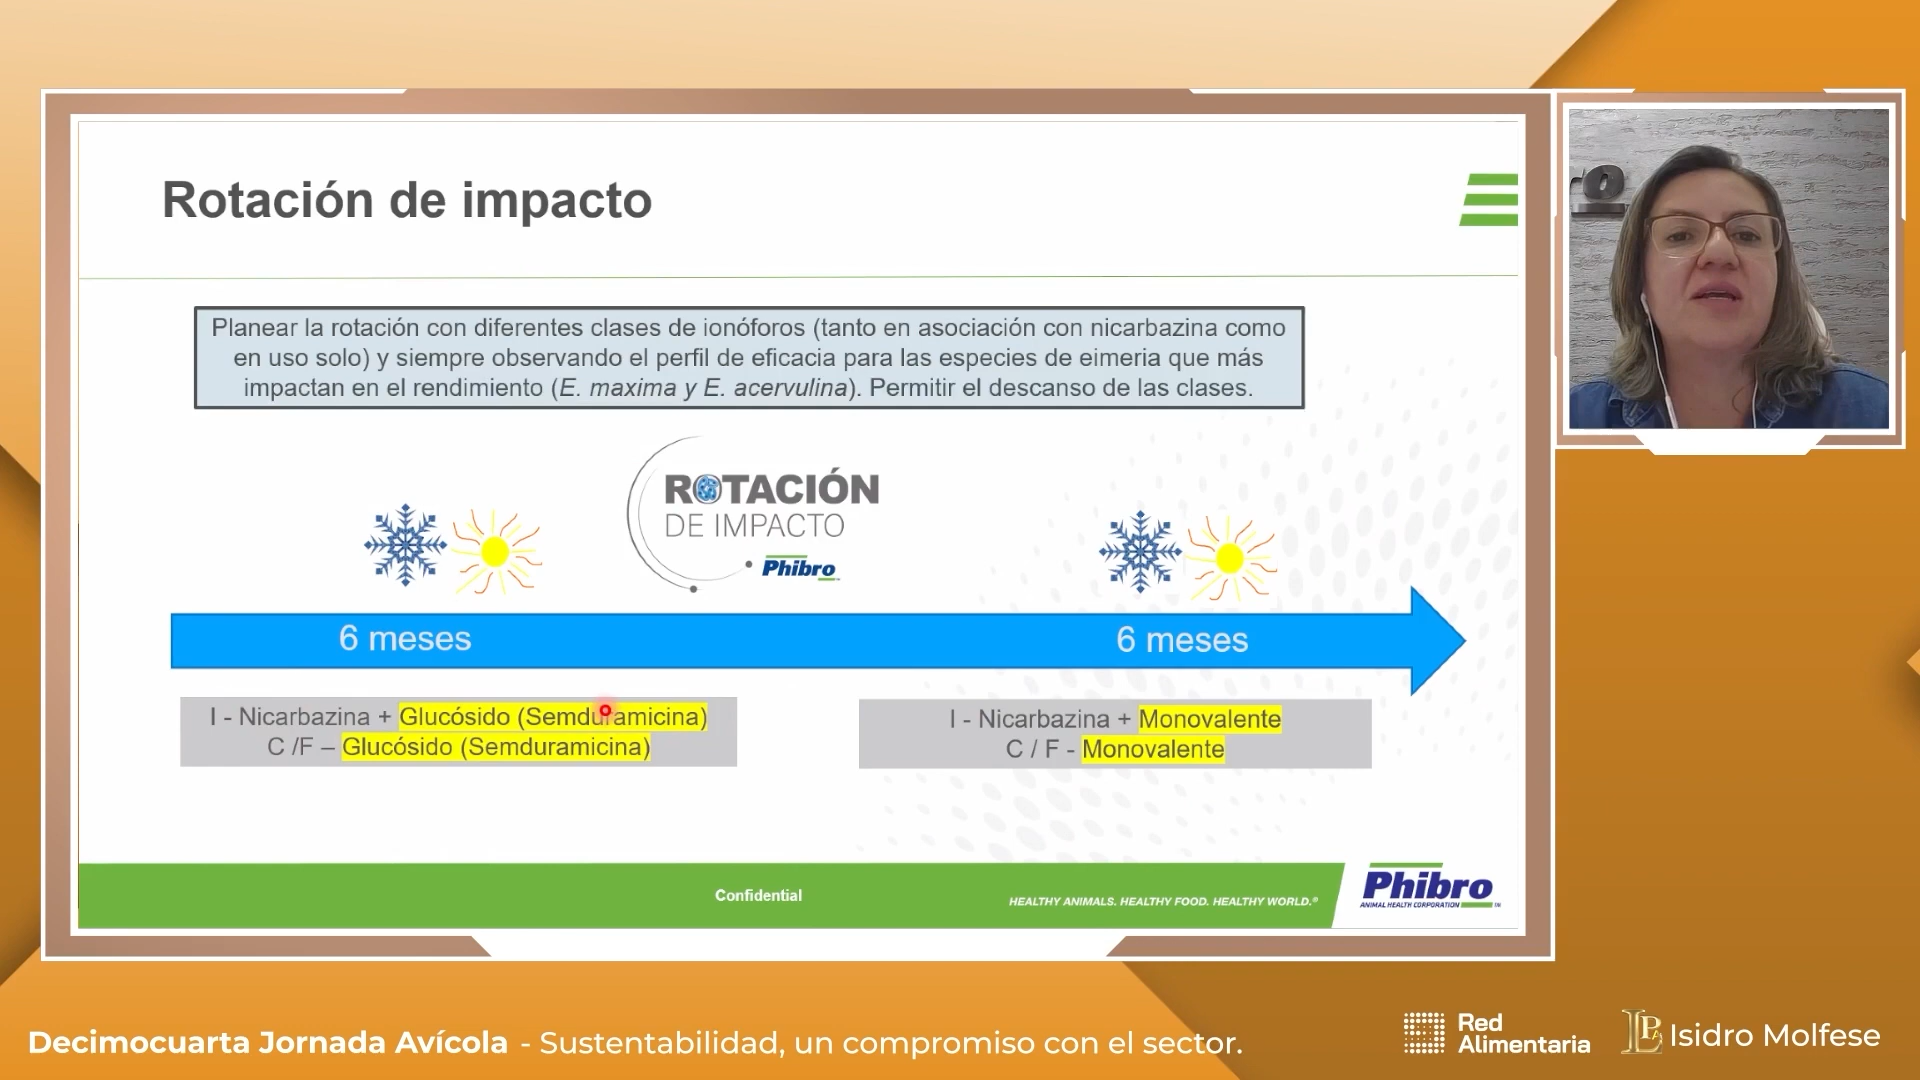 Rotación de impacto
Planear la rotación con diferentes clases de ionóforos (tanto en asociación con nicarbazina como
en uso solo) y siempre observando el perfil de eficacia para las especies de eimeria que más
impactan en el rendimiento (E. maxima y E. acervulina). Permitir el descanso de las clases.
ROTACIÓN
DE IMPACTO
Phibro
6 meses
6 meses
I - Nicarbazina + Glucósido (Semduramicina)
C /F – Glucósido (Semduramicina)
I - Nicarbazina + Monovalente
C / F - Monovalente
Confidential
HEALTHY ANIMALS. HEALTHY FOOD. HEALTHY WORLD.®
Phibro
ANIMAL HEALTH CORPORATION
ro
Decimocuarta Jornada Avícola - Sustentabilidad, un compromiso con el sector.
Red
Alimentaria
Isidro Molfese